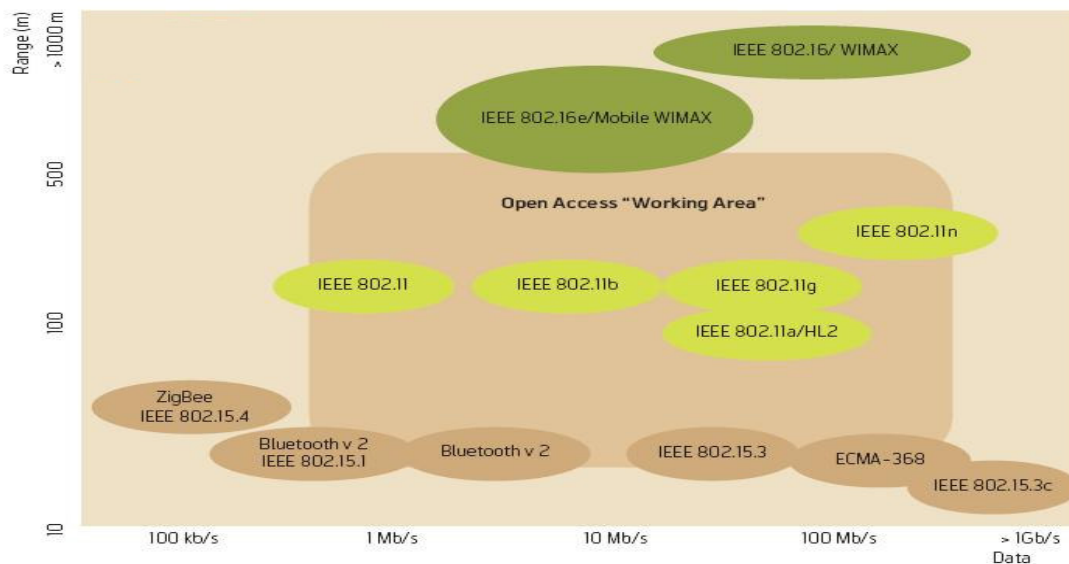 Range (m)
> 1000 m
500
100
10
IEEE 802.16/ WIMAX
IEEE 802.16e/Mobile WIMAX
Open Access “Working Area”
IEEE 802.11n
IEEE 802.11
IEEE 802.11b
IEEE 802.11g
IEEE 802.11a/HL2
ZigBee
IEEE 802.15.4
Bluetooth v 2
IEEE 802.15.1
Bluetooth v 2
IEEE 802.15.3
ECMA-368
IEEE 802.15.3c
100 kb/s
1 Mb/s
10 Mb/s
100 Mb/s
> 1Gb/s
Data